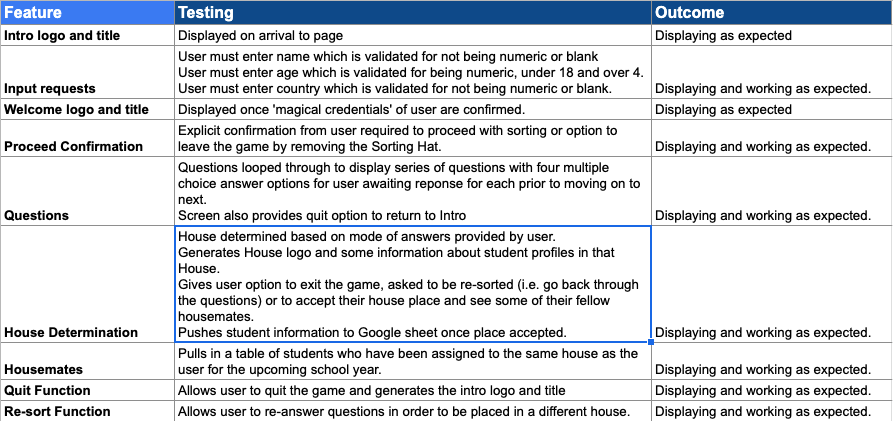 Feature Testing Outcome
Intro logo and title Displayed on arrival to page Displaying as expected
User must enter name which is validated for not being numeric or blank
User must enter age which is validated for being numeric, under 18 and over 4.
Input requests User must enter country which is validated for not being numeric or blank. Displaying and working as expected.
Welcome logo and title Displayed once 'magical credentials' of user are confirmed. Displaying as expected
Explicit confirmation from user required to proceed with sorting or option to
Proceed Confirmation leave the game by removing the Sorting Hat. Displaying and working as expected.
Questions looped through to display series of questions with four multiple
choice answer options for user awaiting reponse for each prior to moving on to
next.
Questions Screen also provides quit option to return to Intro Displaying and working as expected.
House determined based on mode of answers provided by user.
Generates House logo and some information about student profiles in that
House.
Gives user option to exit the game, asked to be re-sorted (i.e. go back through
the questions) or to accept their house place and see some of their fellow
housemates.
House Determination Pushes student information to Google sheet once place accepted. Displaying and working as expected.
Pulls in a table of students who have been assigned to the same house as the
Housemates user for the upcoming school year. Displaying and working as expected.
Quit Function Allows user to quit the game and generates the intro logo and title Displaying and working as expected.
Re-sort Function Allows user to re-answer questions in order to be placed in a different house. Displaying and working as expected.